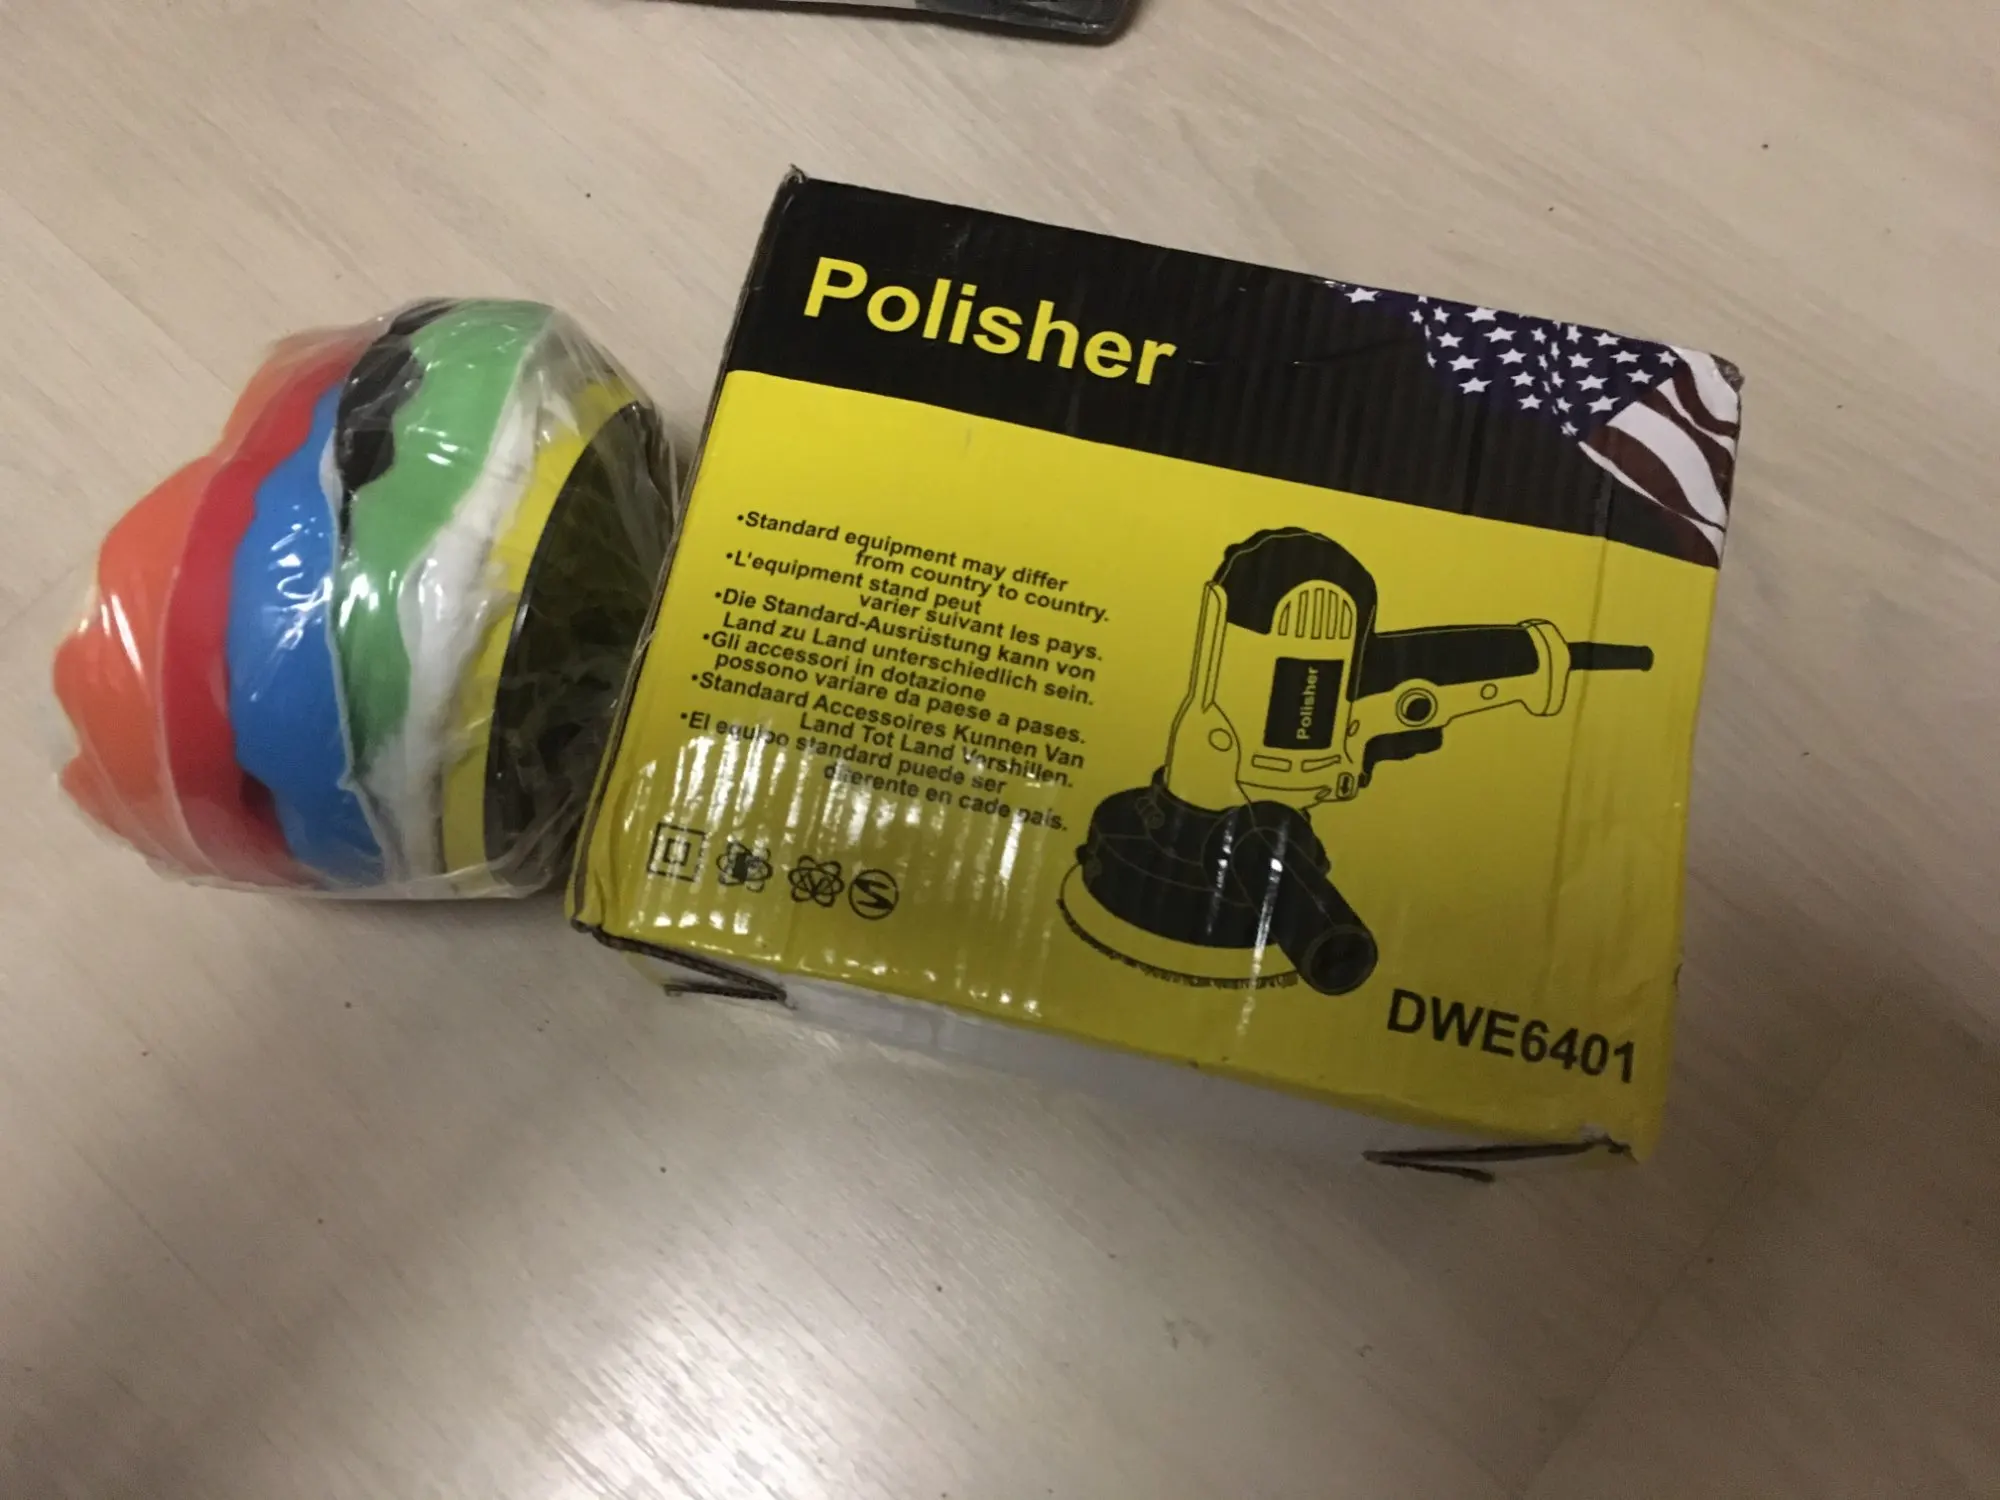 Polisher
•Standard equipment may differ
from country to country.
•L'equipment stand peut
varier suivant les pays.
•Die Standard-Ausrüstung kann von
Land zu Land unterschiedlich sein.
•Gli accessori in dotazione
possono variare da paese a pases.
•Standaard Accessoires Kunnen Van
Land Tot Land Vershillen.
•El equipo standard puede ser
diferente en cade pais.
Polisher
DWE6401